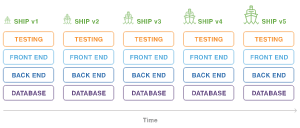 SHIP v1 SHIP v2 SHIP v3 SHIP v4 SHIP v5
TESTING TESTING TESTING TESTING TESTING
FRONT END FRONT END FRONT END FRONT END FRONT END
BACK END BACK END BACK END BACK END BACK END
DATABASE DATABASE DATABASE DATABASE DATABASE
Time